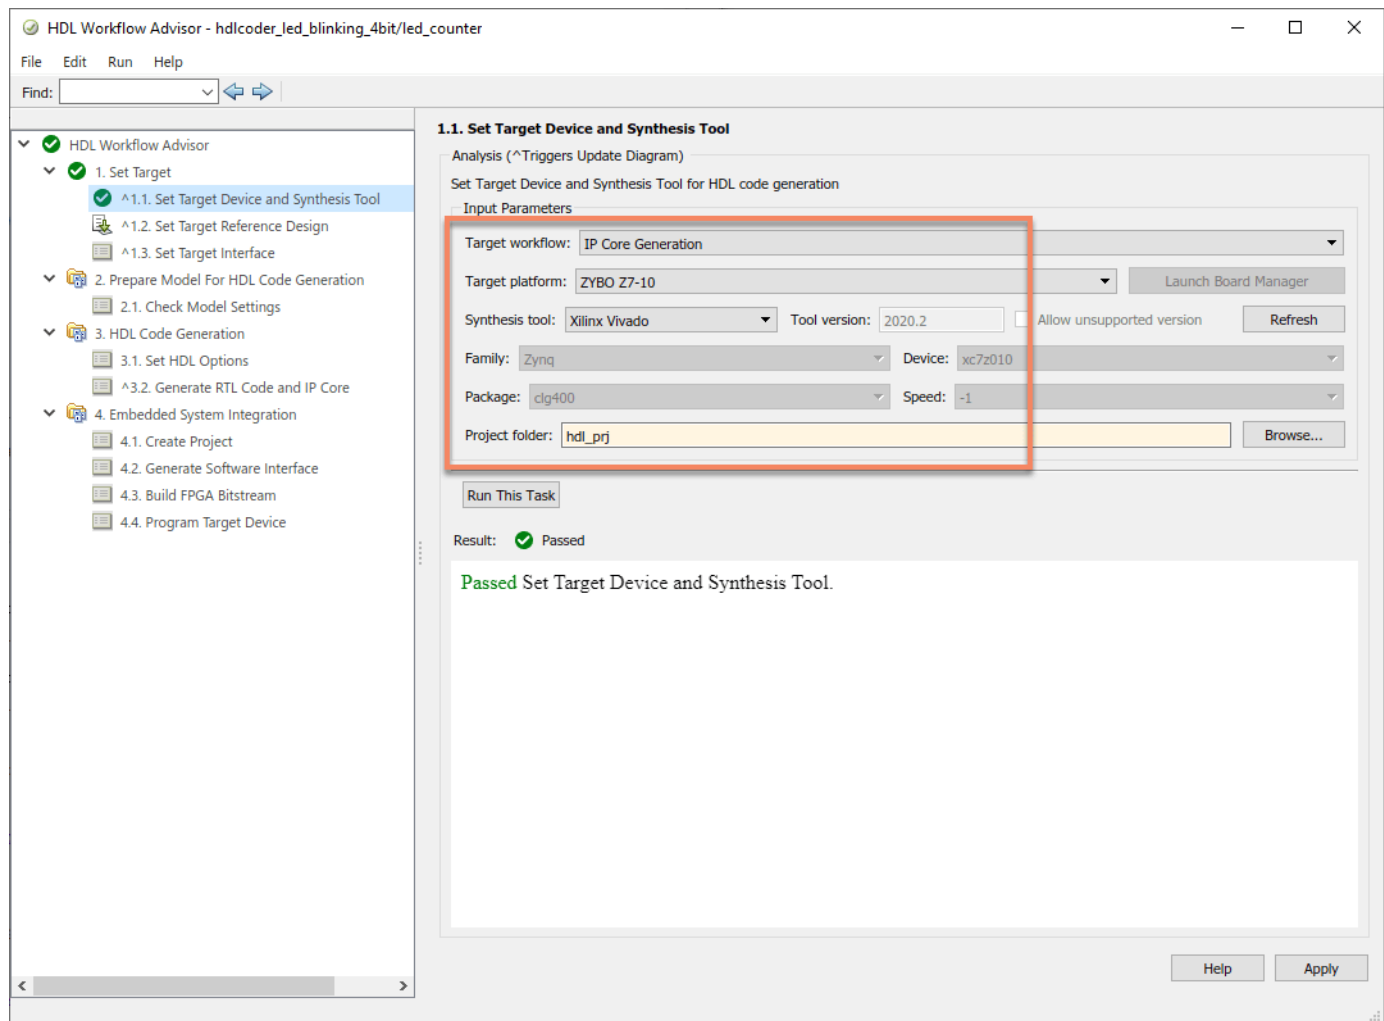 HDL Workflow Advisor - hdlcoder_led_blinking_4bit/led_counter
File Edit Run Help
Find:
HDL Workflow Advisor
1. Set Target
^1.1. Set Target Device and Synthesis Tool
^1.2. Set Target Reference Design
^1.3. Set Target Interface
2. Prepare Model For HDL Code Generation
2.1. Check Model Settings
3. HDL Code Generation
3.1. Set HDL Options
^3.2. Generate RTL Code and IP Core
4. Embedded System Integration
4.1. Create Project
4.2. Generate Software Interface
4.3. Build FPGA Bitstream
4.4. Program Target Device
1.1. Set Target Device and Synthesis Tool
Analysis (^Triggers Update Diagram)
Set Target Device and Synthesis Tool for HDL code generation
Input Parameters
Target workflow: IP Core Generation
Target platform: ZYBO Z7-10 Launch Board Manager
Synthesis tool: Xilinx Vivado Tool version: 2020.2 Allow unsupported version Refresh
Family: Zynq Device: xc7z010
Package: clg400 Speed: -1
Project folder: hdl_prj Browse...
Run This Task
Result: Passed
Passed Set Target Device and Synthesis Tool.
Help Apply